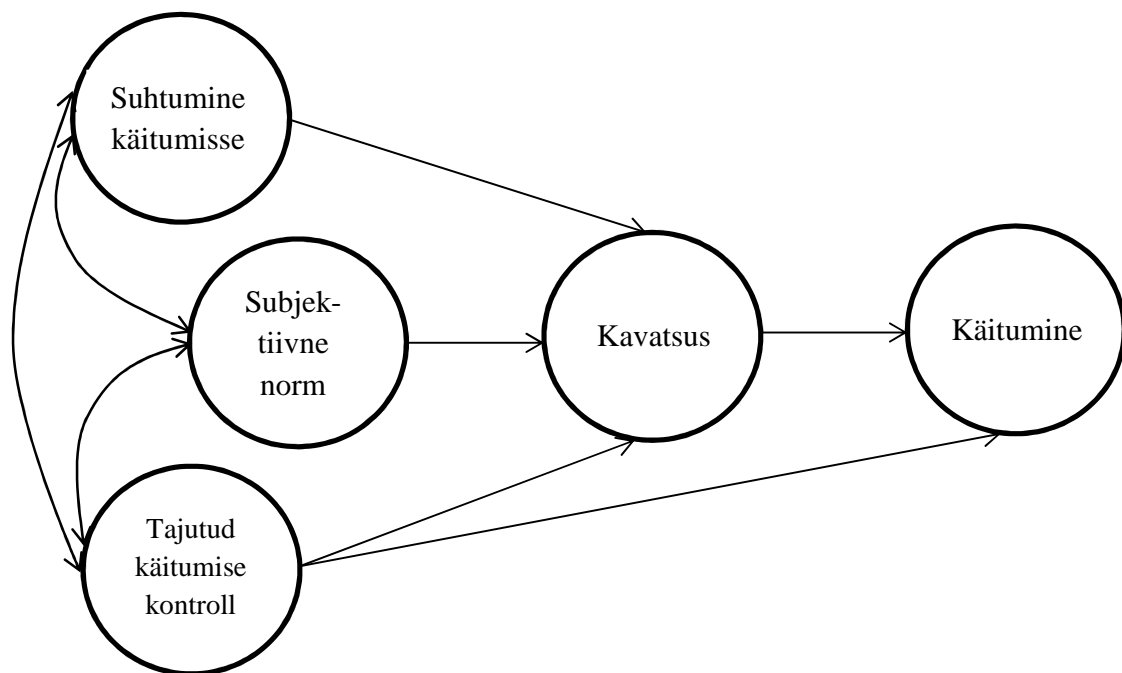 Suhtumine
käitumisse
Subjek-
tiivne
norm
Kavatsus
Käitumine
Tajutud
käitumise
kontroll